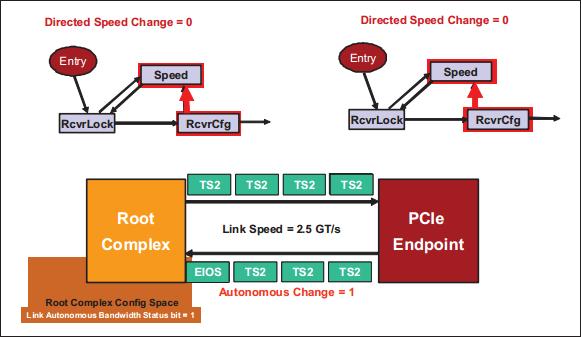 Directed Speed Change = 0
Directed Speed Change = 0
Entry
Speed
RcvrLock
RcvrCfg
Entry
Speed
RcvrLock
RcvrCfg
TS2 TS2 TS2 TS2
Root
Complex
Link Speed = 2.5 GT/s
PCIe
Endpoint
EIOS TS2 TS2 TS2
Autonomous Change = 1
Root Complex Config Space
Link Autonomous Bandwidth Status bit = 1